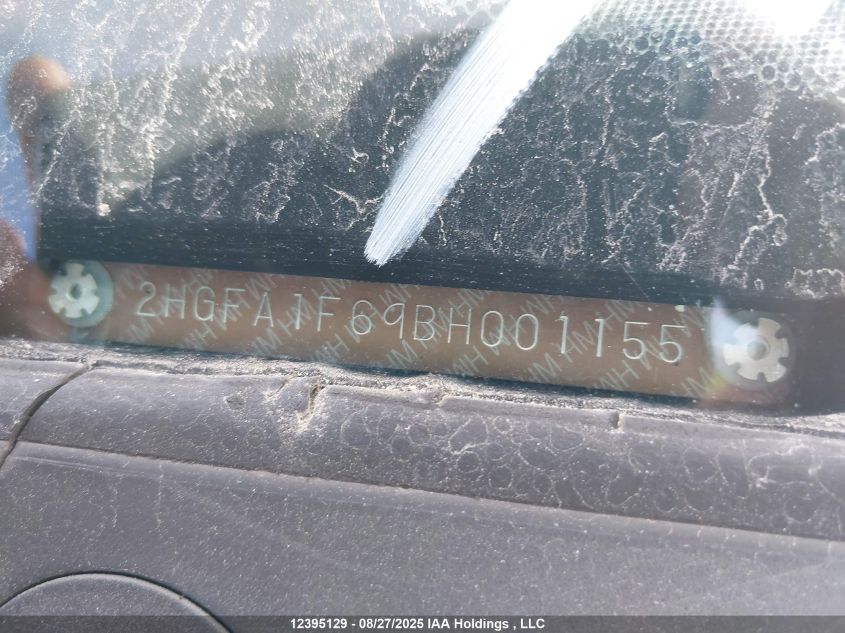 2HGFA1F69BH001155
12395129 - 08/27/2025 IAA Holdings , LLC